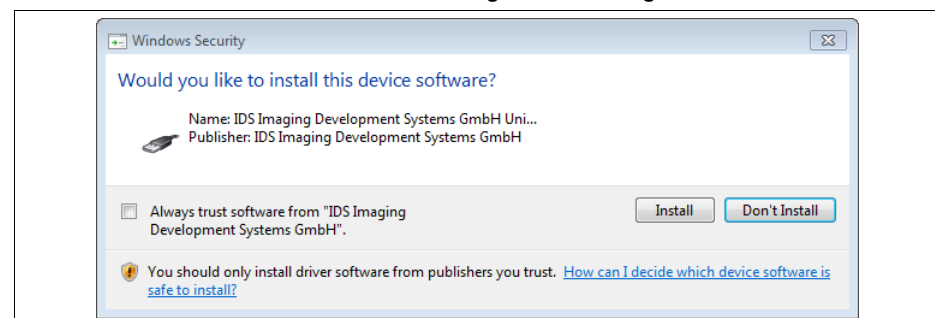 Windows Security
Would you like to install this device software?
Name: IDS Imaging Development Systems GmbH Uni...
Publisher: IDS Imaging Development Systems GmbH
Always trust software from "IDS Imaging
Development Systems GmbH".
Install
Don't Install
You should only install driver software from publishers you trust. How can I decide which device software is
safe to install?